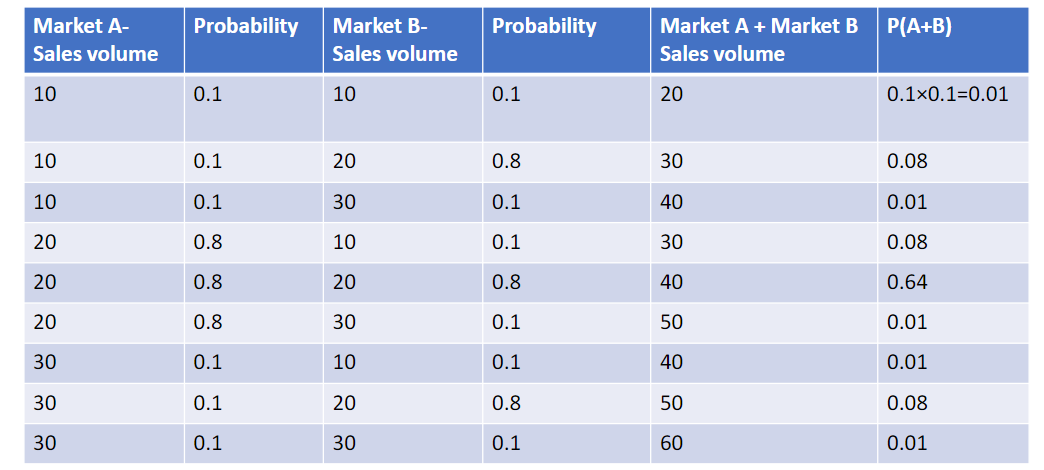 Market A- Probability Market B- Probability Market A + Market B P(A+B)
Sales volume Sales volume Sales volume
10 0.1 10 0.1 20 0.1×0.1=0.01
10 0.1 20 0.8 30 0.08
10 0.1 30 0.1 40 0.01
20 0.8 10 0.1 30 0.08
20 0.8 20 0.8 40 0.64
20 0.8 30 0.1 50 0.01
30 0.1 10 0.1 40 0.01
30 0.1 20 0.8 50 0.08
30 0.1 30 0.1 60 0.01